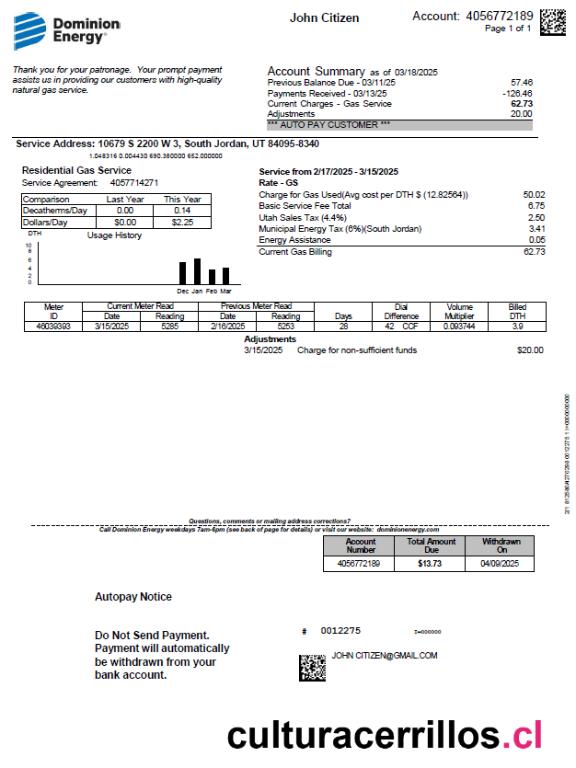 Dominion
Energy®
John Citizen
Account: 4056772189
Page 1 of 1
Thank you for your patronage. Your prompt payment
assists us in providing our customers with high-quality
natural gas service.
Account Summary as of 03/18/2025
Previous Balance Due - 03/11/25 57.46
Payments Received - 03/13/25 -126.46
Current Charges - Gas Service 62.73
Adjustments 20.00
*** AUTO PAY CUSTOMER ***
Service Address: 10679 S 2200 W 3, South Jordan, UT 84095-8340
1.048316 0.004430 690.380000 652.000000
Residential Gas Service
Service Agreement: 4057714271
Comparison Last Year This Year
Decatherms/Day 0.00 0.14
Dollars/Day $0.00 $2.25
DTH Usage History
10
8
6
4
2
0
Dec Jan Feb Mar
Service from 2/17/2025 - 3/15/2025
Rate - GS
Charge for Gas Used(Avg cost per DTH $ (12.82564)) 50.02
Basic Service Fee Total 6.75
Utah Sales Tax (4.4%) 2.50
Municipal Energy Tax (6%)(South Jordan) 3.41
Energy Assistance 0.05
Current Gas Billing 62.73
Meter ID Current Meter Read Date Reading Previous Meter Read Date Reading Days Dial Difference Volume Multiplier Billed DTH
46039393 3/15/2025 5285 2/16/2025 5253 28 42 CCF 0.093744 3.9
Adjustments
3/15/2025 Charge for non-sufficient funds $20.00
Questions, comments or mailing address corrections?
Call Dominion Energy weekdays 7am-6pm (see back of page for details) or visit our website: dominionenergy.com
Account Number Total Amount Due Withdrawn On
4056772189 $13.73 04/09/2025
Autopay Notice
Do Not Send Payment.
Payment will automatically
be withdrawn from your
bank account.
# 0012275
JOHN CITIZEN@GMAIL.COM
culturacerrillos.cl